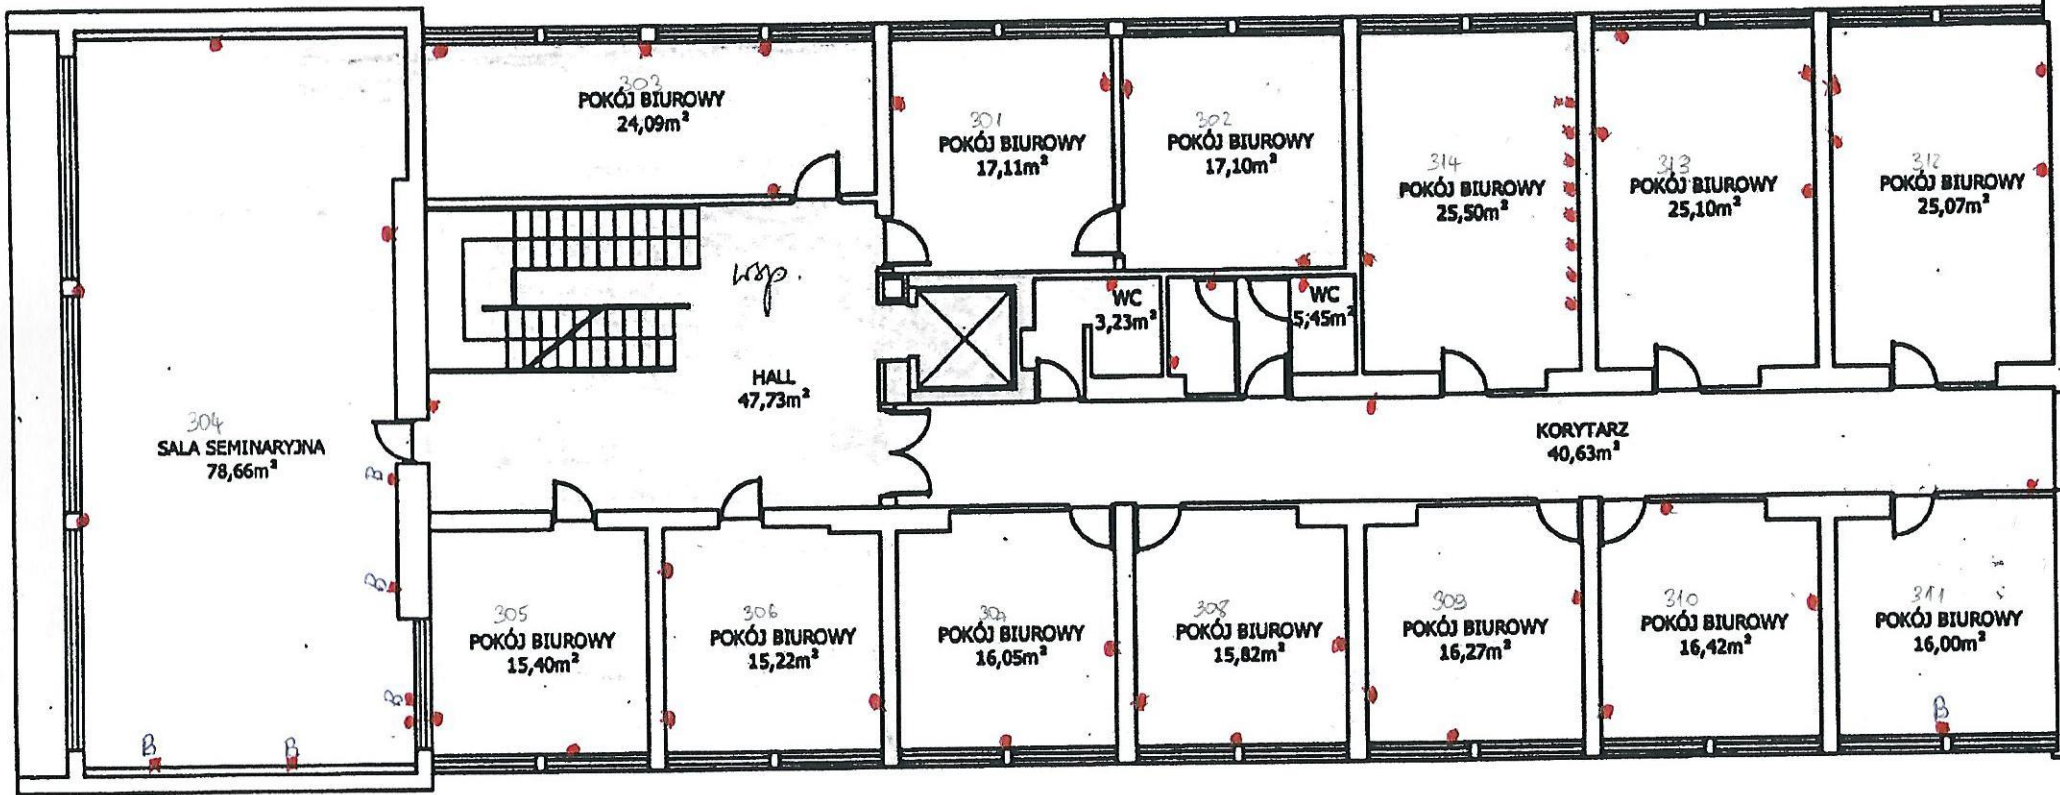 303
POKÓJ BIUROWY
24,09m²
301
POKÓJ BIUROWY
17,11m²
302
POKÓJ BIUROWY
17,10m²
314
POKÓJ BIUROWY
25,50m²
313
POKÓJ BIUROWY
25,10m²
312
POKÓJ BIUROWY
25,07m²
wsp.
WC
3,23m²
WC
5,45m²
HALL
47,73m²
304
SALA SEMINARYJNA
78,66m²
KORYTARZ
40,63m²
B
B
B
B
B
305
POKÓJ BIUROWY
15,40m²
306
POKÓJ BIUROWY
15,22m²
POKÓJ BIUROWY
16,05m²
308
POKÓJ BIUROWY
15,82m²
309
POKÓJ BIUROWY
16,27m²
310
POKÓJ BIUROWY
16,42m²
311
POKÓJ BIUROWY
16,00m²
B